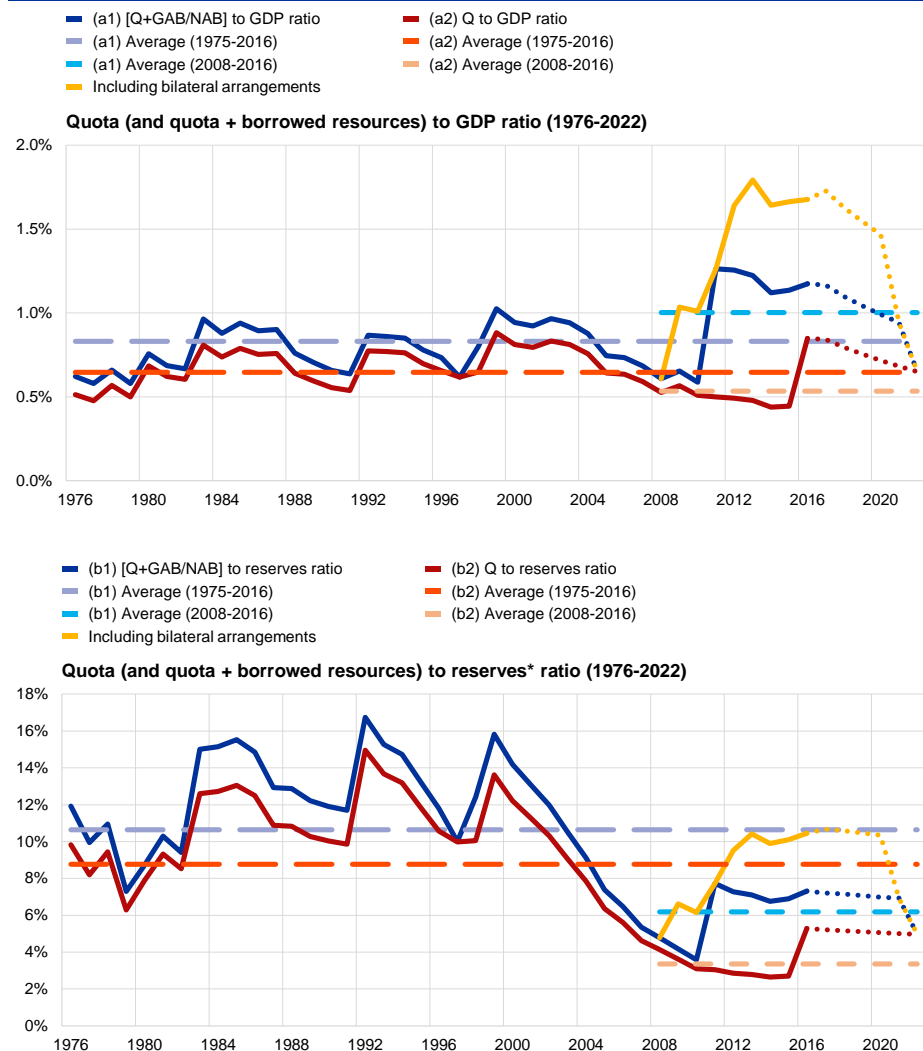 (a1) [Q+GAB/NAB] to GDP ratio (a2) Q to GDP ratio
(a1) Average (1975-2016) (a2) Average (1975-2016)
(a1) Average (2008-2016) (a2) Average (2008-2016)
Including bilateral arrangements
Quota (and quota + borrowed resources) to GDP ratio (1976-2022)
2.0%
1.5%
1.0%
0.5%
0.0%
1976 1980 1984 1988 1992 1996 2000 2004 2008 2012 2016 2020
(b1) [Q+GAB/NAB] to reserves ratio (b2) Q to reserves ratio
(b1) Average (1975-2016) (b2) Average (1975-2016)
(b1) Average (2008-2016) (b2) Average (2008-2016)
Including bilateral arrangements
Quota (and quota + borrowed resources) to reserves* ratio (1976-2022)
18%
16%
14%
12%
10%
8%
6%
4%
2%
0%
1976 1980 1984 1988 1992 1996 2000 2004 2008 2012 2016 2020